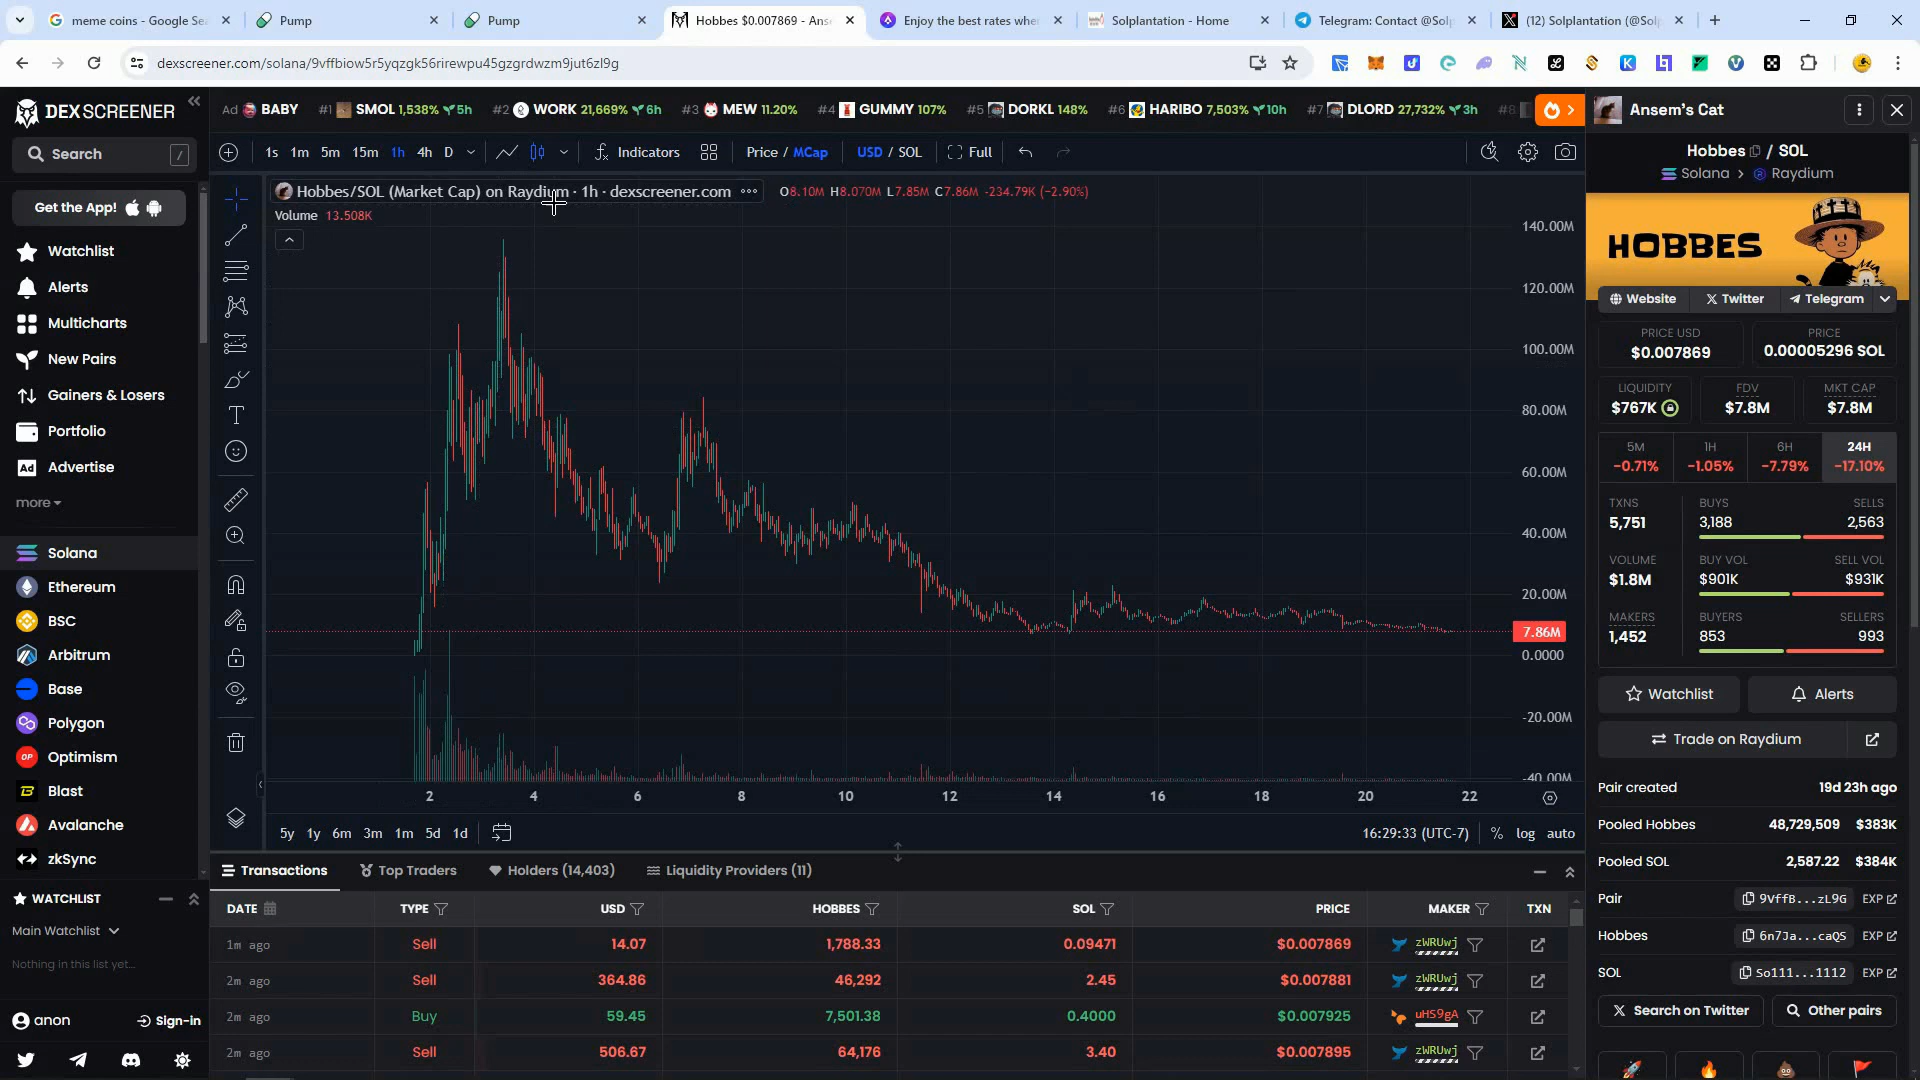 meme coins - Google Se
Pump
Pump
Hobbes $0.007869 - Ans
Enjoy the best rates whe
Solplantation - Home
Telegram: Contact @Solp
(12) Solplantation (@Solp
dexscreener.com/solana/9vffbiow5r5yqzgk56rirewpu45gzgrdwzm9jut6zl9g
DEX SCREENER
Ad BABY #1 SMOL 1,538% 5h #2 WORK 21,669% 6h #3 MEW 11.20% #4 GUMMY 107% #5 DORKL 148% #6 HARIBO 7,503% 10h #7 DLORD 27,732% 3h #8
Ansem's Cat
Search /
1s 1m 5m 15m 1h 4h D Indicators Price / MCap USD / SOL Full
Hobbes / SOL
Solana > Raydium
Get the App!
Hobbes/SOL (Market Cap) on Raydium · 1h · dexscreener.com ••• O8.10M H8.070M L7.85M C7.86M -234.79K (−2.90%)
Volume 13.508K
Watchlist
Alerts
Multicharts
New Pairs
Gainers & Losers
Portfolio
Ad Advertise
more
Solana
Ethereum
BSC
Arbitrum
Base
Polygon
OP Optimism
Blast
Avalanche
zkSync
WATCHLIST
Main Watchlist
Nothing in this list yet...
anon Sign-in
140.00M
120.00M
100.00M
80.00M
60.00M
40.00M
20.00M
7.86M
0.0000
-20.00M
-40.00M
2 4 6 8 10 12 14 16 18 20 22
5y 1y 6m 3m 1m 5d 1d 16:29:33 (UTC-7) % log auto
HOBBES
Website Twitter Telegram
PRICE USD PRICE
$0.007869 0.00005296 SOL
LIQUIDITY FDV MKT CAP
$767K $7.8M $7.8M
5M 1H 6H 24H
-0.71% -1.05% -7.79% -17.10%
TXNS BUYS SELLS
5,751 3,188 2,563
VOLUME BUY VOL SELL VOL
$1.8M $901K $931K
MAKERS BUYERS SELLERS
1,452 853 993
Watchlist Alerts
Trade on Raydium
Pair created 19d 23h ago
Pooled Hobbes 48,729,509 $383K
Pooled SOL 2,587.22 $384K
Pair 9VffB...zL9G EXP
Hobbes 6n7Ja...caQS EXP
SOL So111...1112 EXP
Search on Twitter Other pairs
Transactions Top Traders Holders (14,403) Liquidity Providers (11)
DATE TYPE USD HOBBES SOL PRICE MAKER TXN
1m ago Sell 14.07 1,788.33 0.09471 $0.007869 zWRUwj
2m ago Sell 364.86 46,292 2.45 $0.007881 zWRUwj
2m ago Buy 59.45 7,501.38 0.4000 $0.007925 uHS9gA
2m ago Sell 506.67 64,176 3.40 $0.007895 zWRUwj